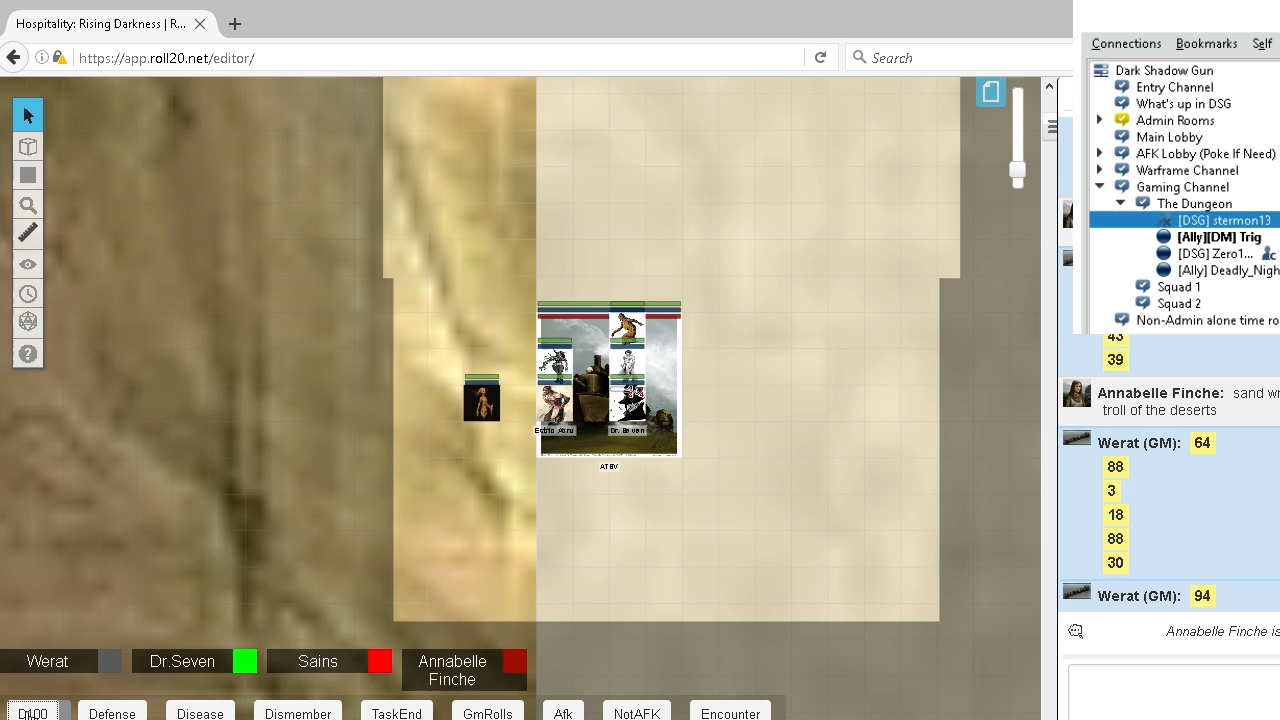 Hospitality: Rising Darkness | R...
https://app.roll20.net/editor/
Search
Connections Bookmarks Self
Dark Shadow Gun
Entry Channel
What's up in DSG
Admin Rooms
Main Lobby
AFK Lobby (Poke If Need)
Warframe Channel
Gaming Channel
The Dungeon
[DSG] stermon13
[Ally][DM] Trig
[DSG] Zero1...
[Ally] Deadly_Nigh
Squad 1
Squad 2
Non-Admin alone time ro
43
39
Annabelle Finche: sand w
troll of the deserts
Werat (GM): 64
88
3
18
88
30
Werat (GM): 94
Annabelle Finche is
ATBV
Werat
Dr.Seven
Sains
Annabelle
Finche
D100
Defense
Disease
Dismember
TaskEnd
GmRolls
Afk
NotAFK
Encounter